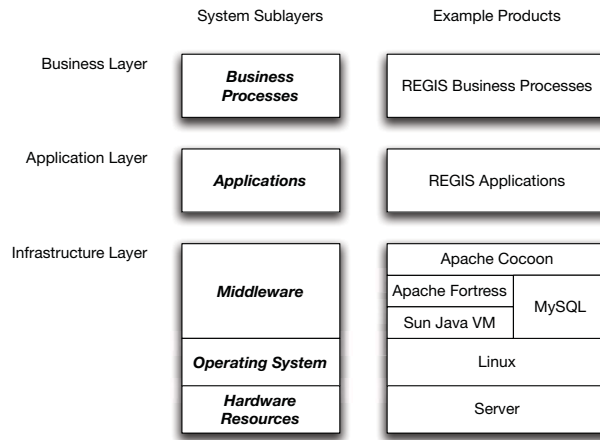 System Sublayers
Example Products
Business Layer
Business
Processes
REGIS Business Processes
Application Layer
Applications
REGIS Applications
Infrastructure Layer
Middleware
Apache Cocoon
Apache Fortress
MySQL
Sun Java VM
Operating System
Linux
Hardware
Resources
Server